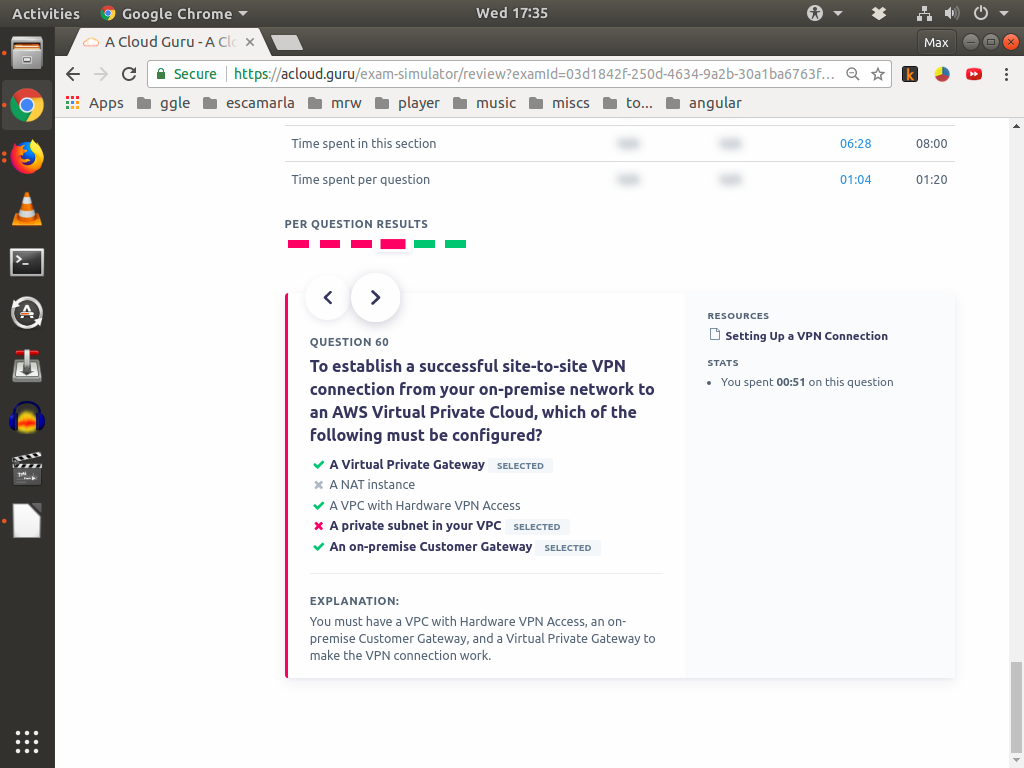 Activities Google Chrome Wed 17:35
A Cloud Guru - A Cl Max
Secure https://acloud.guru/exam-simulator/review?examId=03d1842f-250d-4634-9a2b-30a1ba6763f...
Apps ggle escamarla mrw player music miscs to... angular
Time spent in this section 06:28 08:00
Time spent per question 01:04 01:20
PER QUESTION RESULTS
QUESTION 60
To establish a successful site-to-site VPN
connection from your on-premise network to
an AWS Virtual Private Cloud, which of the
following must be configured?
A Virtual Private Gateway SELECTED
A NAT instance
A VPC with Hardware VPN Access
A private subnet in your VPC SELECTED
An on-premise Customer Gateway SELECTED
EXPLANATION:
You must have a VPC with Hardware VPN Access, an on-
premise Customer Gateway, and a Virtual Private Gateway to
make the VPN connection work.
RESOURCES
Setting Up a VPN Connection
STATS
• You spent 00:51 on this question